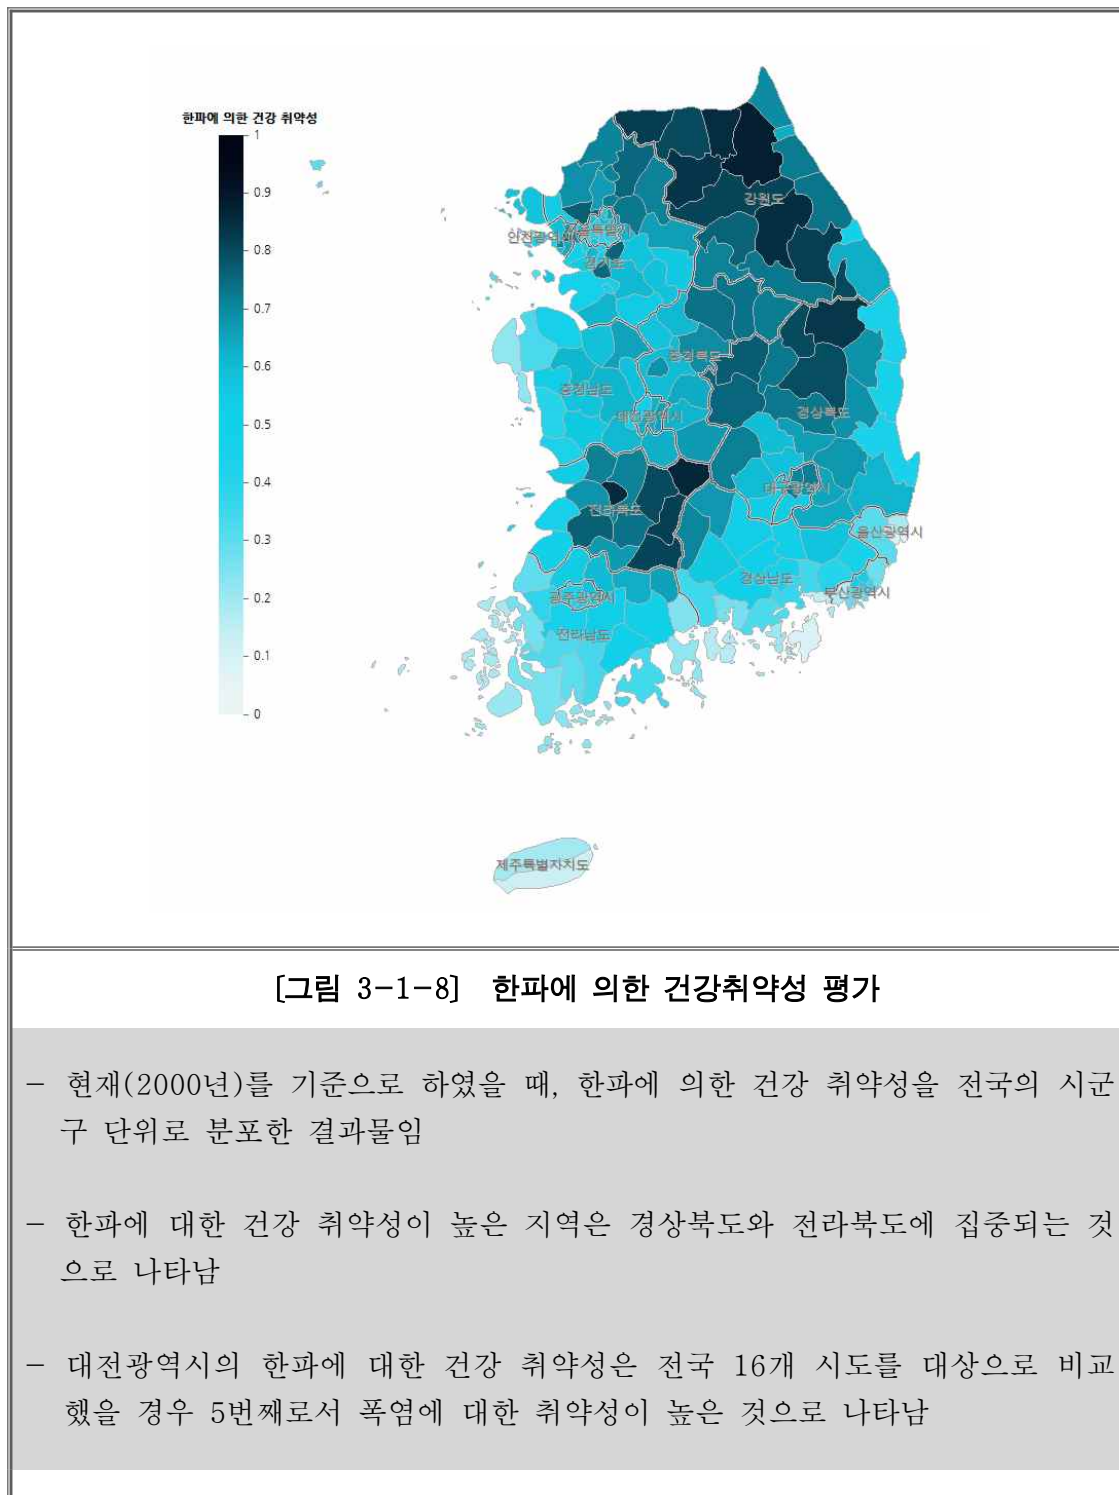 한파에 의한 건강 취약성
1
0.9
0.8
0.7
0.6
0.5
0.4
0.3
0.2
0.1
0
강원도
서울특별시
인천광역시
경기도
충청북도
충청남도
대전광역시
경상북도
대구광역시
전라북도
울산광역시
경상남도
부산광역시
광주광역시
전라남도
제주특별자치도
[그림 3-1-8] 한파에 의한 건강취약성 평가
- 현재(2000년)를 기준으로 하였을 때, 한파에 의한 건강 취약성을 전국의 시군
구 단위로 분포한 결과물임
- 한파에 대한 건강 취약성이 높은 지역은 경상북도와 전라북도에 집중되는 것
으로 나타남
- 대전광역시의 한파에 대한 건강 취약성은 전국 16개 시도를 대상으로 비교
했을 경우 5번째로서 폭염에 대한 취약성이 높은 것으로 나타남